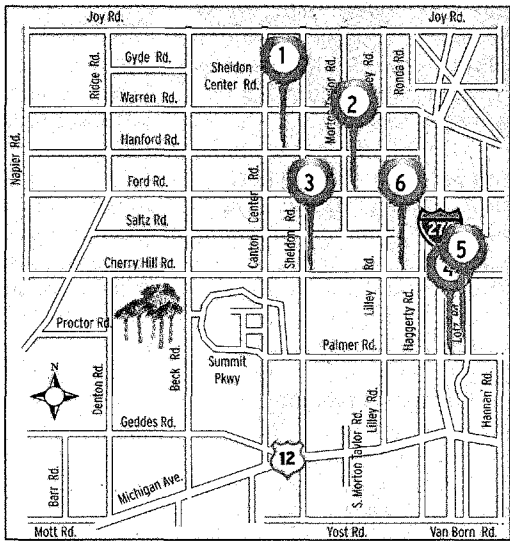 Joy Rd.
Joy Rd.
Gyde Rd.
Ridge Rd.
Sheldon
Center Rd.
1
Rd.
Ronda Rd.
Warren Rd.
2
Hanford Rd.
Napier Rd.
Ford Rd.
3
6
Saltz Rd.
Canton Center Rd.
Sheldon Rd.
27
5
4
Cherry Hill Rd.
Lilley Rd.
Haggerty Rd.
Proctor Rd.
Palmer Rd.
N
Denton Rd.
Beck Rd.
Summit
Pkwy
Hannan Rd.
Geddes Rd.
Lilley Rd.
12
S. Morton Taylor Rd.
Barr Rd.
Michigan Ave.
Mott Rd.
Yost Rd.
Van Born Rd.